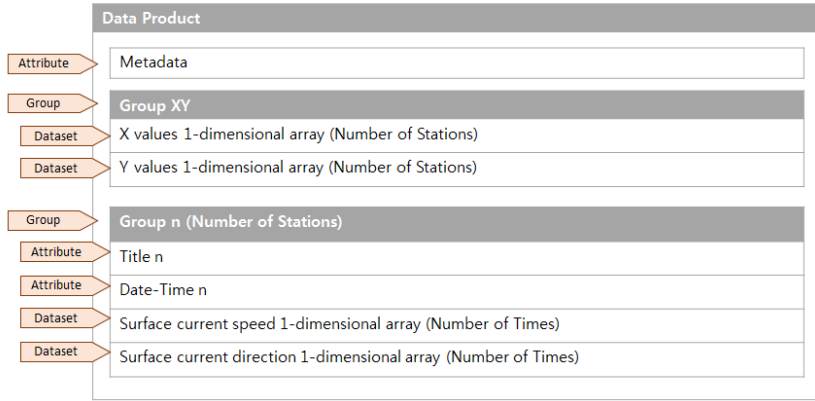 Data Product
Attribute
Metadata
Group
Group XY
Dataset
X values 1-dimensional array (Number of Stations)
Dataset
Y values 1-dimensional array (Number of Stations)
Group
Group n (Number of Stations)
Attribute
Title n
Attribute
Date-Time n
Dataset
Surface current speed 1-dimensional array (Number of Times)
Dataset
Surface current direction 1-dimensional array (Number of Times)